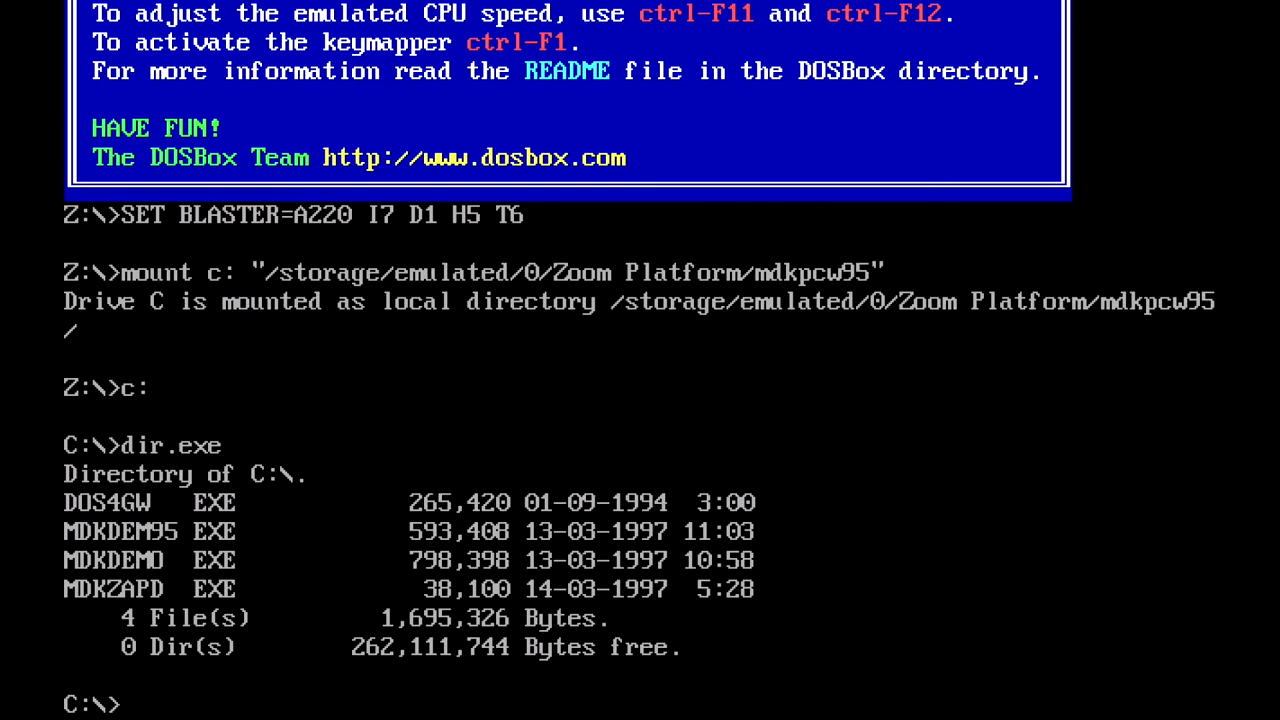 To adjust the emulated CPU speed, use ctrl-F11 and ctrl-F12.
To activate the keymapper ctrl-F1.
For more information read the README file in the DOSBox directory.
HAVE FUN!
The DOSBox Team http://www.dosbox.com
Z:\>SET BLASTER=A220 I7 D1 H5 T6
Z:\>mount c: "/storage/emulated/0/Zoom Platform/mdkpcw95"
Drive C is mounted as local directory /storage/emulated/0/Zoom Platform/mdkpcw95
/
Z:\>c:
C:\>dir.exe
Directory of C:\.
DOS4GW   EXE            265,420 01-09-1994  3:00
MDKDEM95 EXE            593,408 13-03-1997 11:03
MDKDEMO  EXE            798,398 13-03-1997 10:58
MDKZAPD  EXE             38,100 14-03-1997  5:28
    4 File(s)         1,695,326 Bytes.
    0 Dir(s)        262,111,744 Bytes free.
C:\>